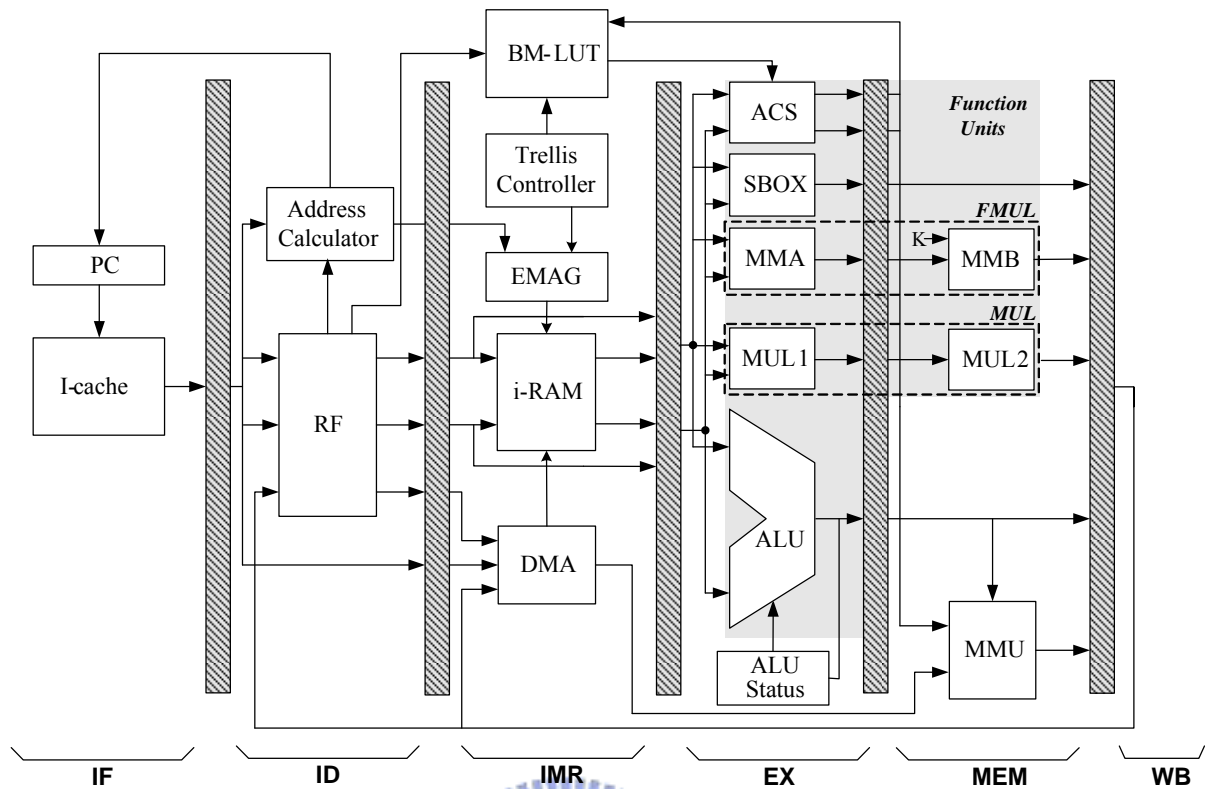 BM-LUT
Function
Units
ACS
Trellis
Controller
SBOX
Address
Calculator
FMUL
K
PC
MMA
MMB
EMAG
MUL
MUL1
MUL2
I-cache
RF
i-RAM
ALU
DMA
MMU
ALU
Status
IF
ID
IMR
EX
MEM
WB